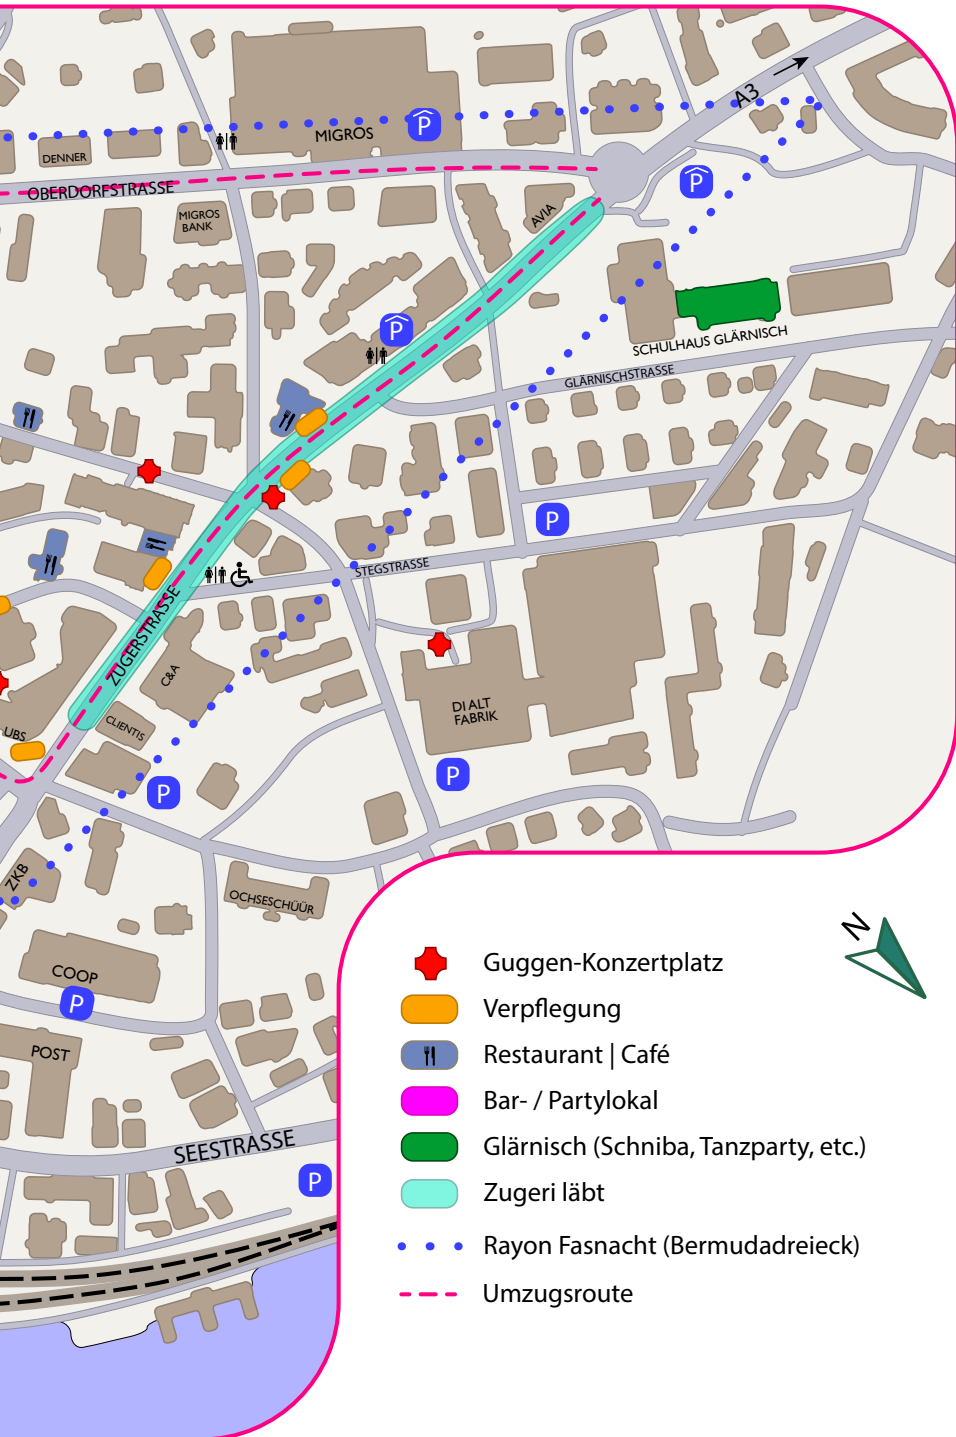 A3
P
MIGROS
DENNER
P
OBERDORFSTRASSE
MIGROS
BANK
AVIA
P
SCHULHAUS GLÄRNISCH
GLÄRNISCHSTRASSE
P
STEGSTRASSE
ZUGERSTRASSE
C&A
DI ALT
FABRIK
CLIENTIS
UBS
P
P
ZKB
OCHSESCHÜÜR
COOP
P
POST
SEESTRASSE
P
N
Guggen-Konzertplatz
Verpflegung
Restaurant | Café
Bar- / Partylokal
Glärnisch (Schniba, Tanzparty, etc.)
Zugeri läbt
Rayon Fasnacht (Bermudadreieck)
Umzugsroute